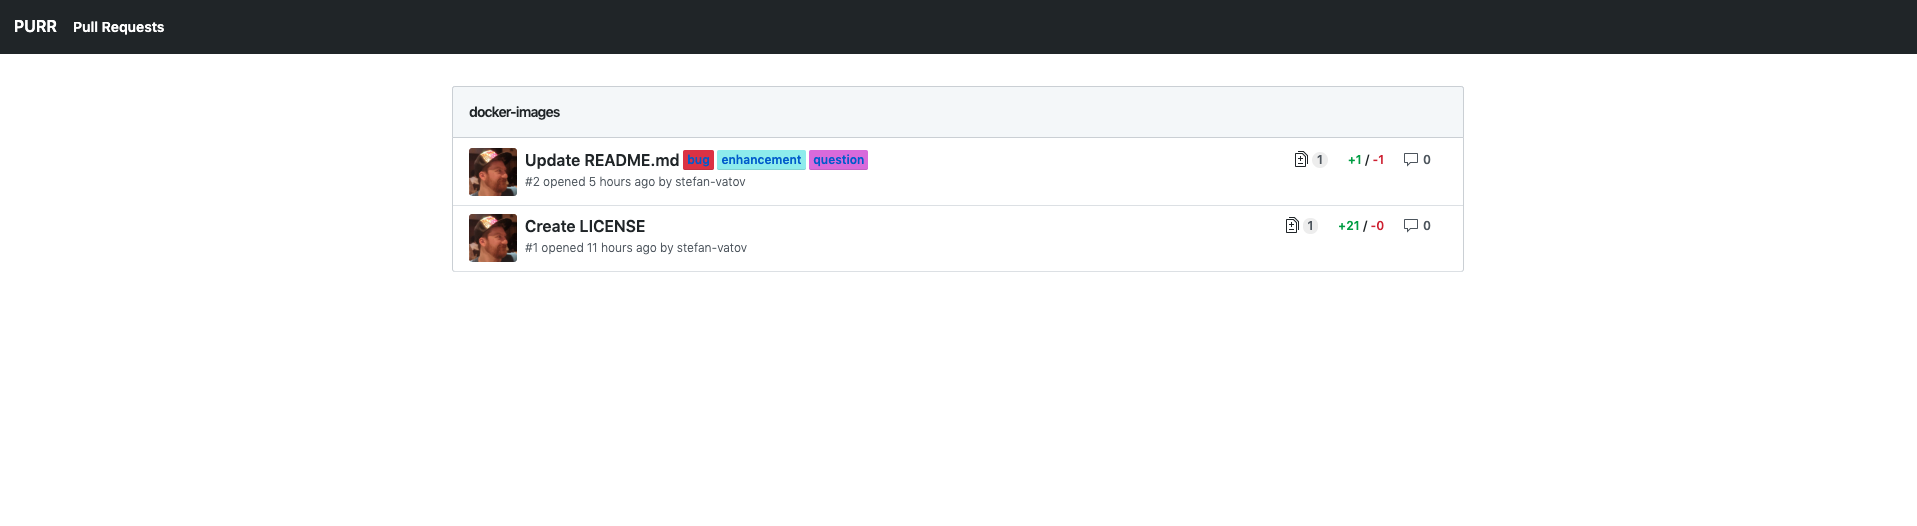 PURR Pull Requests
docker-images
Update README.md bug enhancement question 1 +1 / -1 0
#2 opened 5 hours ago by stefan-vatov
Create LICENSE 1 +21 / -0 0
#1 opened 11 hours ago by stefan-vatov